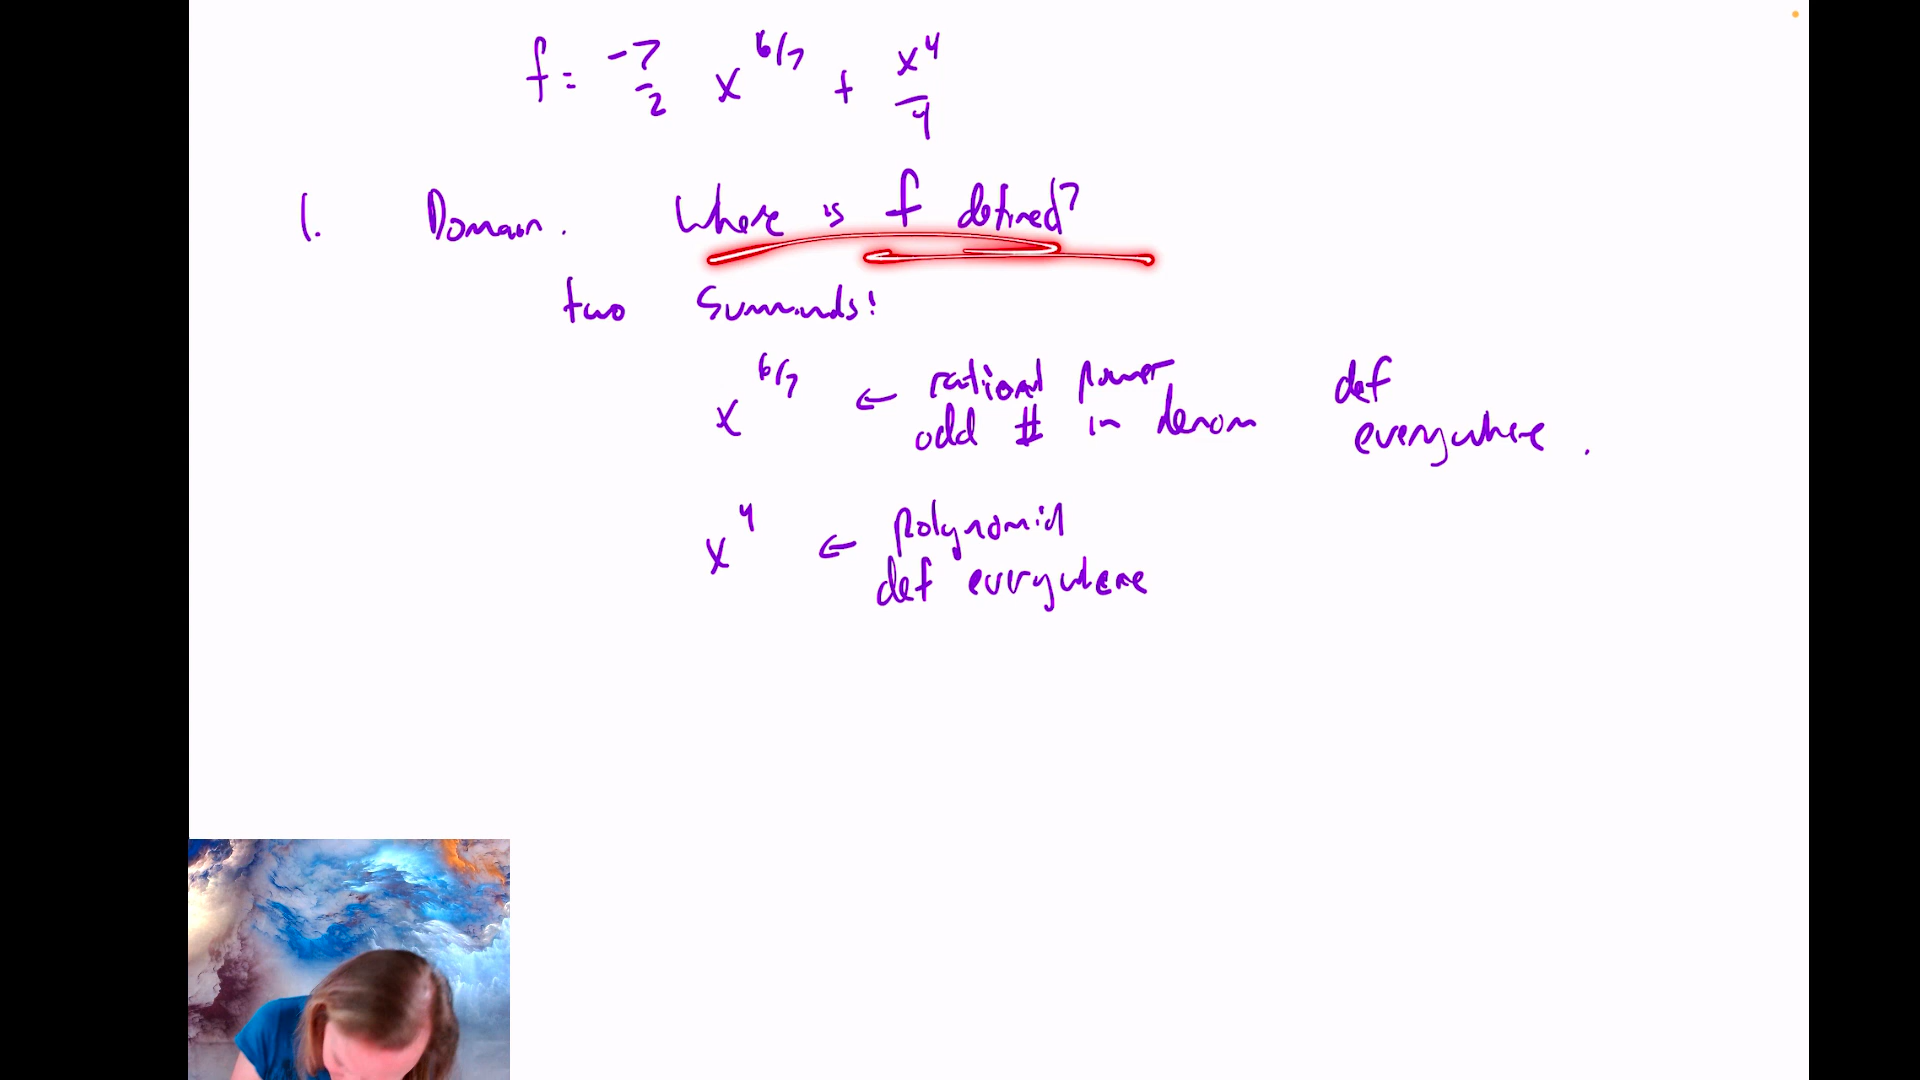 f = -7/2 x^6/7 + x^4/4
1. Domain. Where is f defined?
two summands!
x^6/7 ← rational power def
odd # in denom everywhere.
x^4 ← polynomial
def everywhere